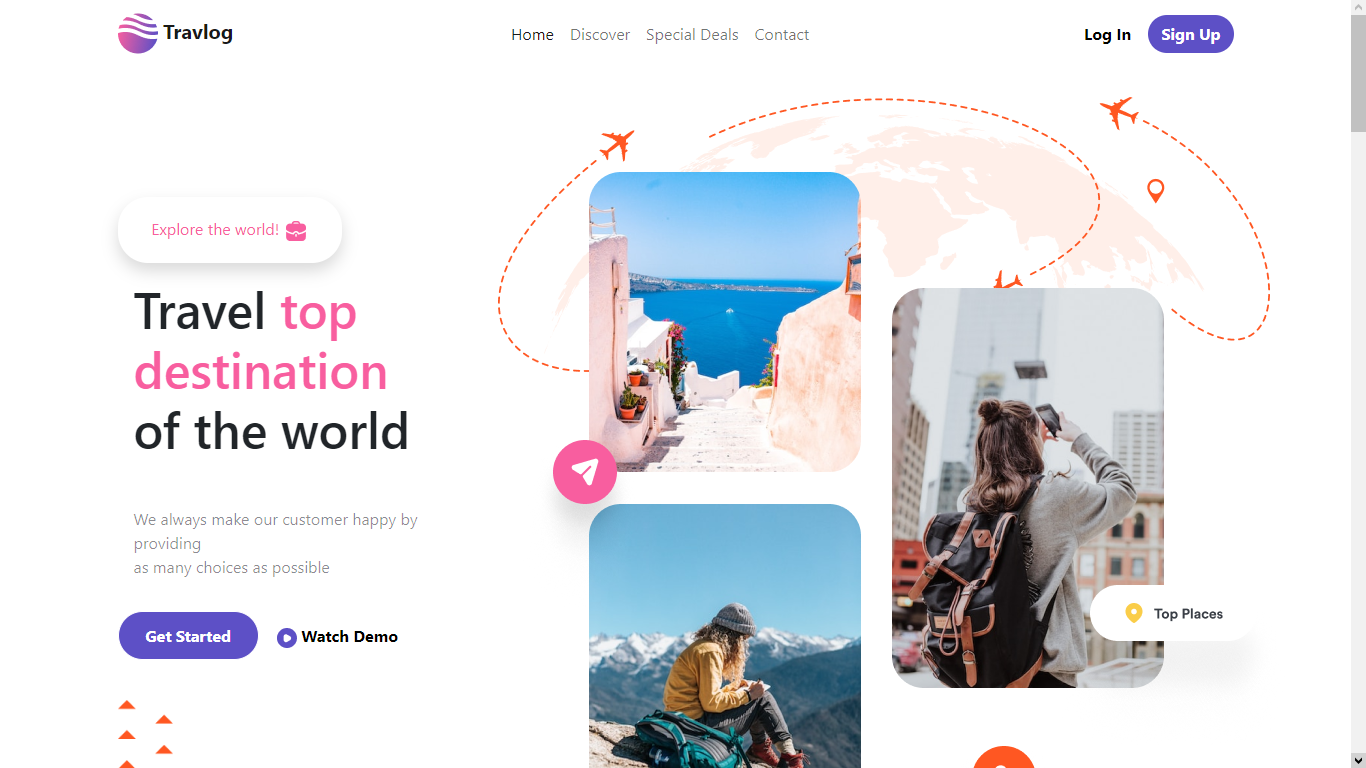 Travlog
Home Discover Special Deals Contact
Log In Sign Up
Explore the world!
Travel top
destination
of the world
We always make our customer happy by
providing
as many choices as possible
Get Started Watch Demo
Top Places